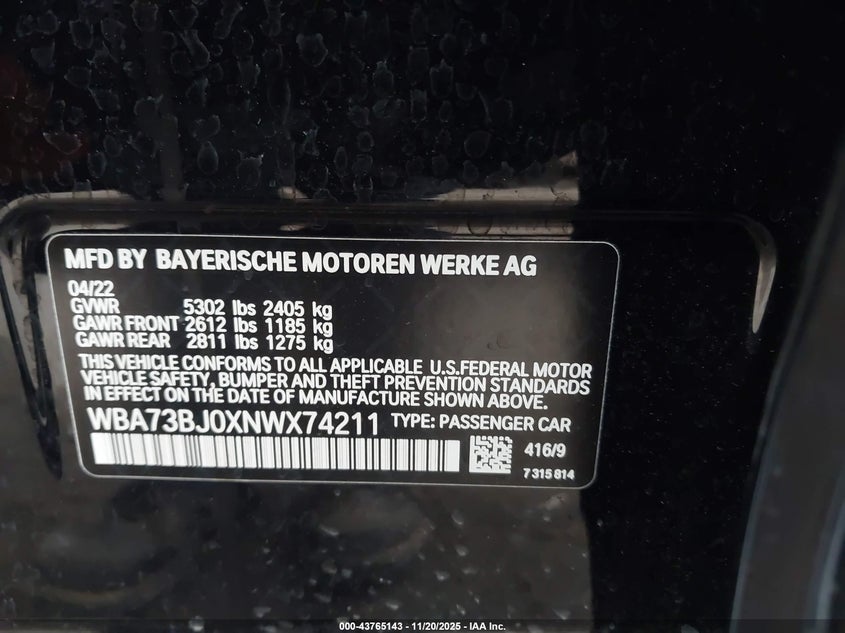 MFD BY BAYERISCHE MOTOREN WERKE AG
04/22
GVWR 5302 lbs 2405 kg
GAWR FRONT 2612 lbs 1185 kg
GAWR REAR 2811 lbs 1275 kg
THIS VEHICLE CONFORMS TO ALL APPLICABLE U.S.FEDERAL MOTOR
VEHICLE SAFETY, BUMPER AND THEFT PREVENTION STANDARDS
IN EFFECT ON THE DATE OF MANUFACTURE SHOWN ABOVE.
WBA73BJ0XNWX74211 TYPE: PASSENGER CAR
416/9
7 315 814
000-43765143 - 11/20/2025 - IAA Inc.